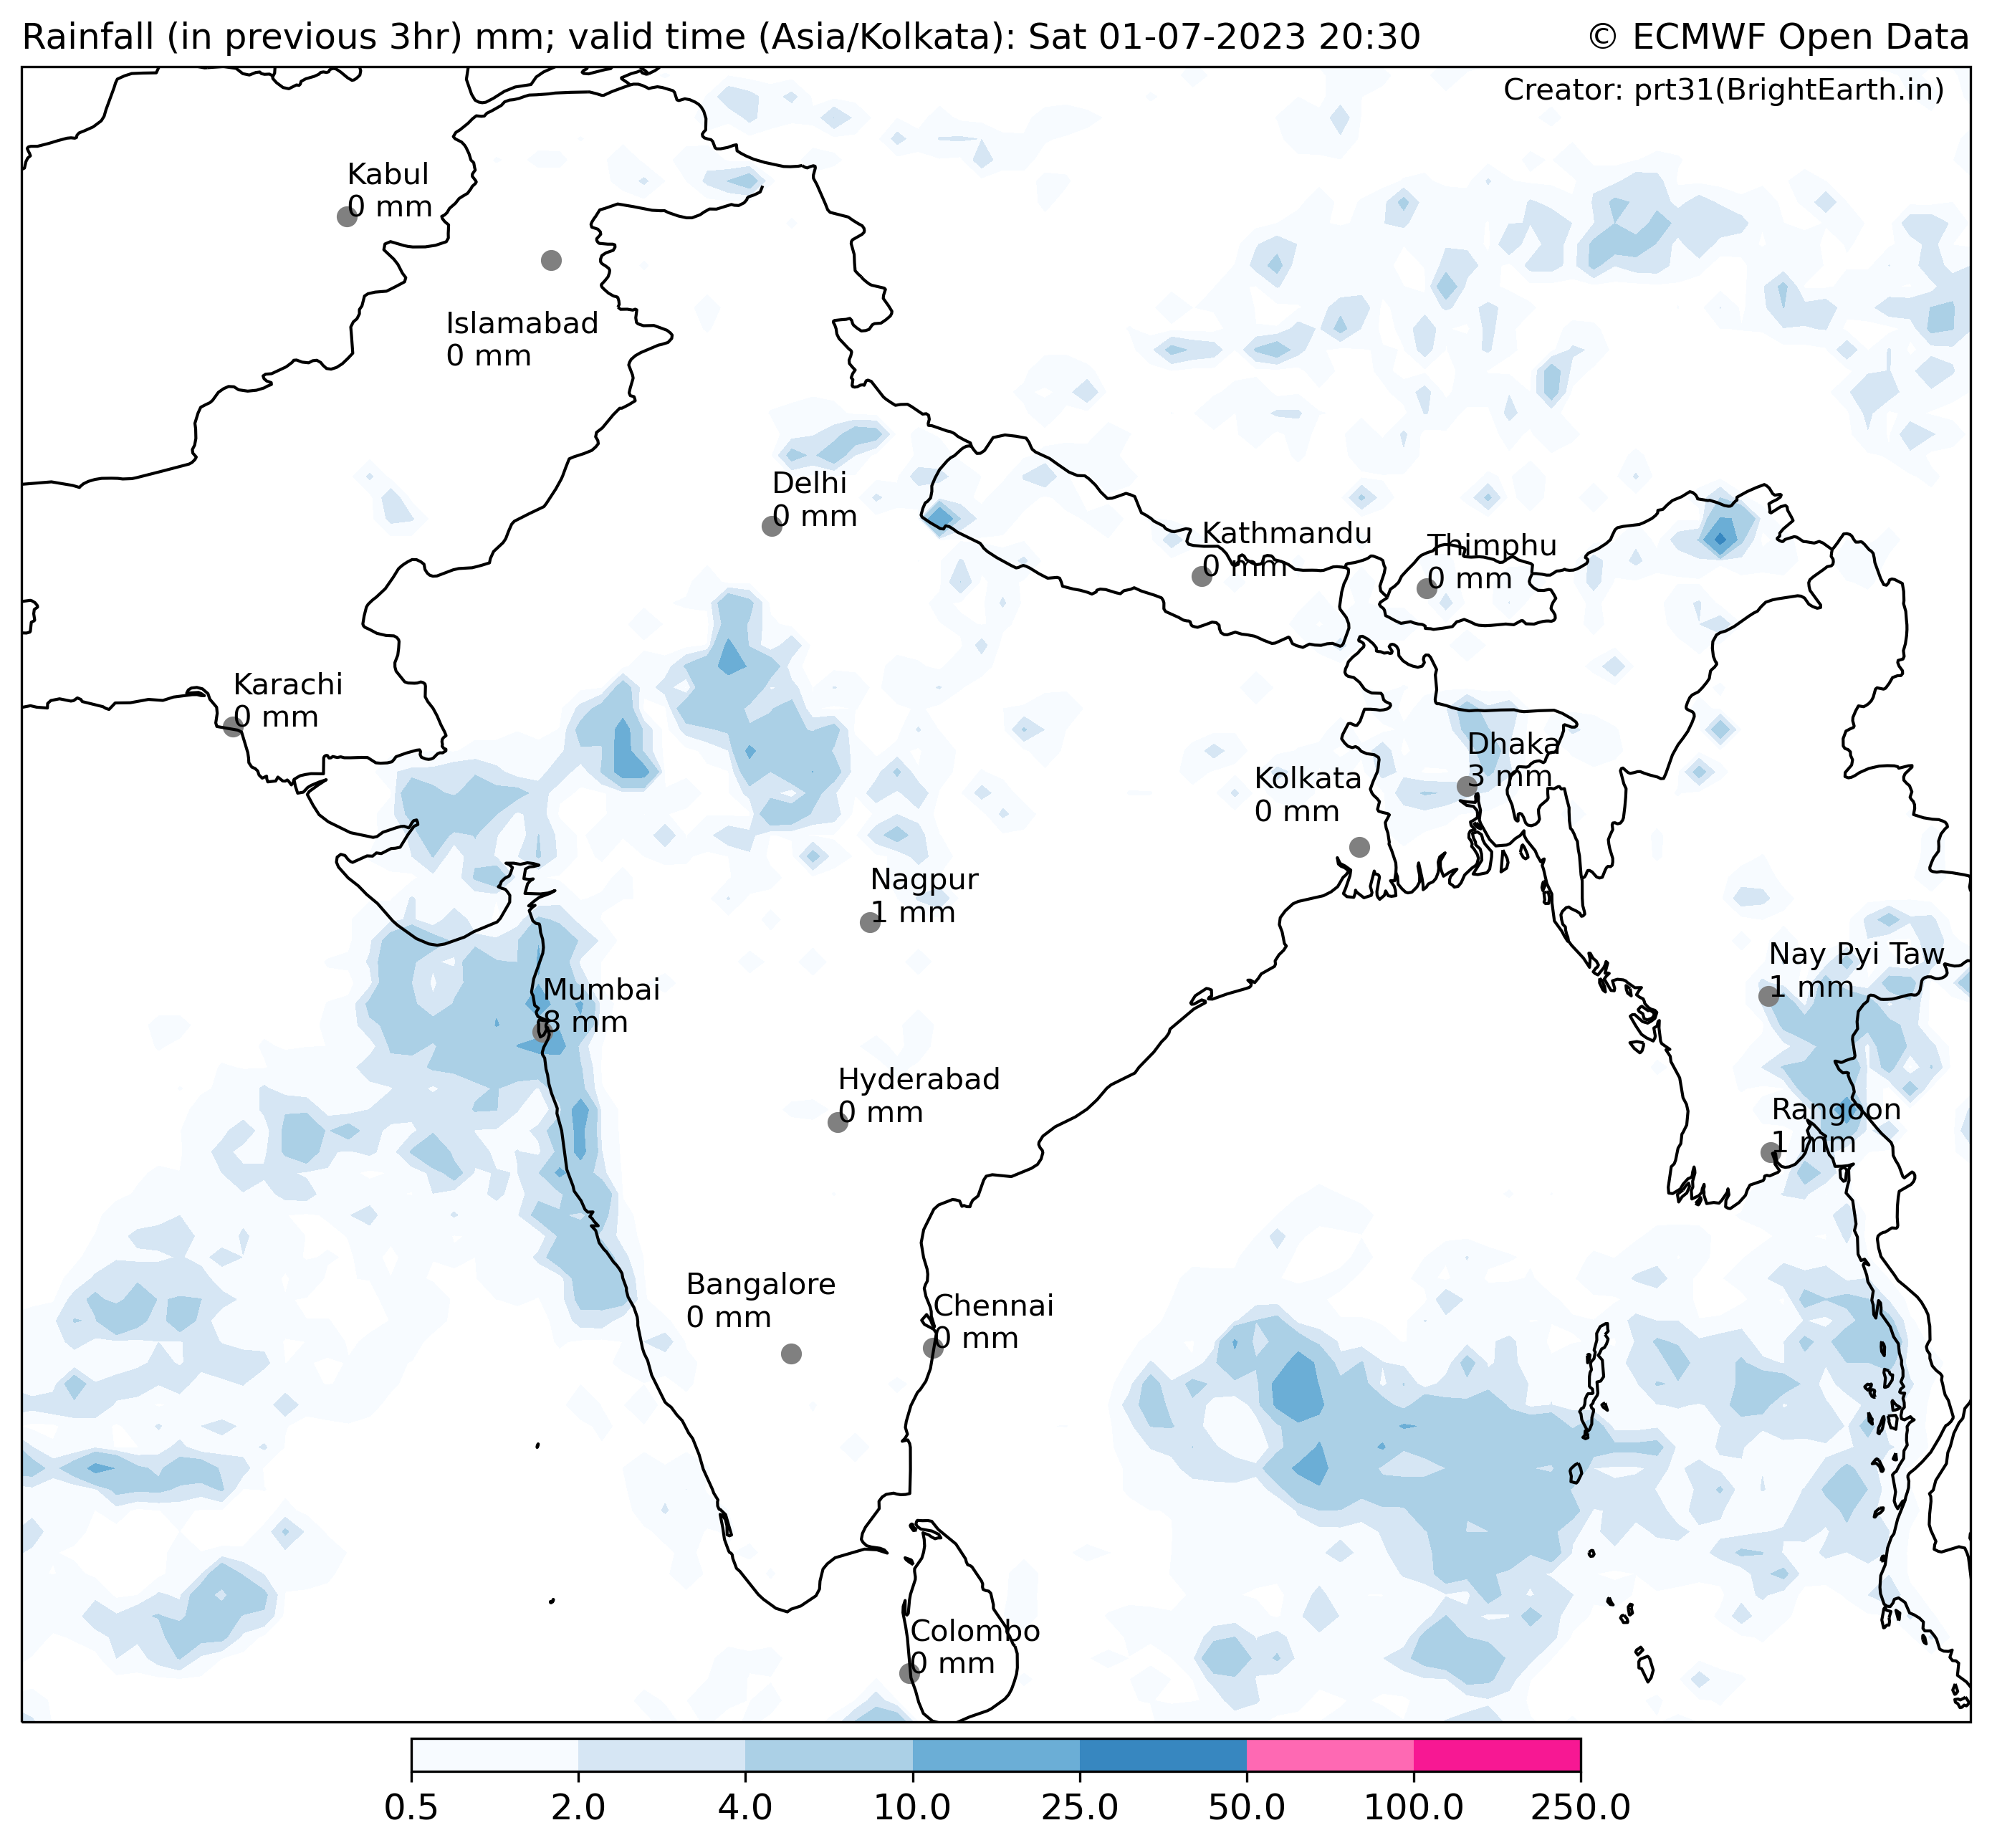 Rainfall (in previous 3hr) mm; valid time (Asia/Kolkata): Sat 01-07-2023 20:30
© ECMWF Open Data
Creator: prt31(BrightEarth.in)
Kabul
0 mm
Islamabad
0 mm
Delhi
0 mm
Kathmandu
0 mm
Thimphu
0 mm
Karachi
0 mm
Dhaka
3 mm
Kolkata
0 mm
Nagpur
1 mm
Nay Pyi Taw
1 mm
Mumbai
8 mm
Hyderabad
0 mm
Rangoon
1 mm
Bangalore
0 mm
Chennai
0 mm
Colombo
0 mm
0.5 2.0 4.0 10.0 25.0 50.0 100.0 250.0